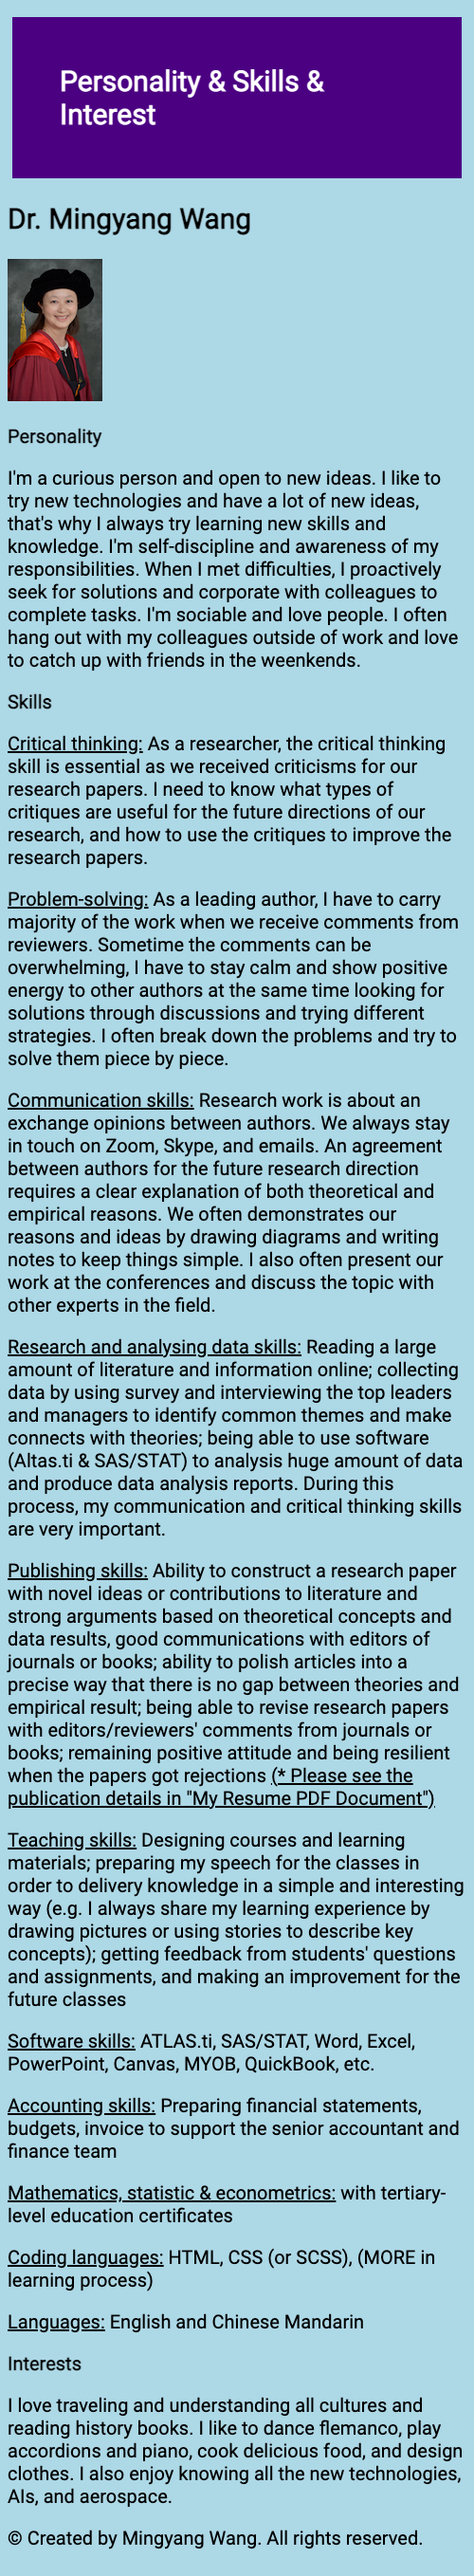 Personality & Skills &
Interest
Dr. Mingyang Wang
Personality
I'm a curious person and open to new ideas. I like to
try new technologies and have a lot of new ideas,
that's why I always try learning new skills and
knowledge. I'm self-discipline and awareness of my
responsibilities. When I met difficulties, I proactively
seek for solutions and corporate with colleagues to
complete tasks. I'm sociable and love people. I often
hang out with my colleagues outside of work and love
to catch up with friends in the weenkends.
Skills
Critical thinking: As a researcher, the critical thinking
skill is essential as we received criticisms for our
research papers. I need to know what types of
critiques are useful for the future directions of our
research, and how to use the critiques to improve the
research papers.
Problem-solving: As a leading author, I have to carry
majority of the work when we receive comments from
reviewers. Sometime the comments can be
overwhelming, I have to stay calm and show positive
energy to other authors at the same time looking for
solutions through discussions and trying different
strategies. I often break down the problems and try to
solve them piece by piece.
Communication skills: Research work is about an
exchange opinions between authors. We always stay
in touch on Zoom, Skype, and emails. An agreement
between authors for the future research direction
requires a clear explanation of both theoretical and
empirical reasons. We often demonstrates our
reasons and ideas by drawing diagrams and writing
notes to keep things simple. I also often present our
work at the conferences and discuss the topic with
other experts in the field.
Research and analysing data skills: Reading a large
amount of literature and information online; collecting
data by using survey and interviewing the top leaders
and managers to identify common themes and make
connects with theories; being able to use software
(Altas.ti & SAS/STAT) to analysis huge amount of data
and produce data analysis reports. During this
process, my communication and critical thinking skills
are very important.
Publishing skills: Ability to construct a research paper
with novel ideas or contributions to literature and
strong arguments based on theoretical concepts and
data results, good communications with editors of
journals or books; ability to polish articles into a
precise way that there is no gap between theories and
empirical result; being able to revise research papers
with editors/reviewers' comments from journals or
books; remaining positive attitude and being resilient
when the papers got rejections (* Please see the
publication details in "My Resume PDF Document")
Teaching skills: Designing courses and learning
materials; preparing my speech for the classes in
order to delivery knowledge in a simple and interesting
way (e.g. I always share my learning experience by
drawing pictures or using stories to describe key
concepts); getting feedback from students' questions
and assignments, and making an improvement for the
future classes
Software skills: ATLAS.ti, SAS/STAT, Word, Excel,
PowerPoint, Canvas, MYOB, QuickBook, etc.
Accounting skills: Preparing financial statements,
budgets, invoice to support the senior accountant and
finance team
Mathematics, statistic & econometrics: with tertiary-
level education certificates
Coding languages: HTML, CSS (or SCSS), (MORE in
learning process)
Languages: English and Chinese Mandarin
Interests
I love traveling and understanding all cultures and
reading history books. I like to dance flemanco, play
accordions and piano, cook delicious food, and design
clothes. I also enjoy knowing all the new technologies,
AIs, and aerospace.
© Created by Mingyang Wang. All rights reserved.